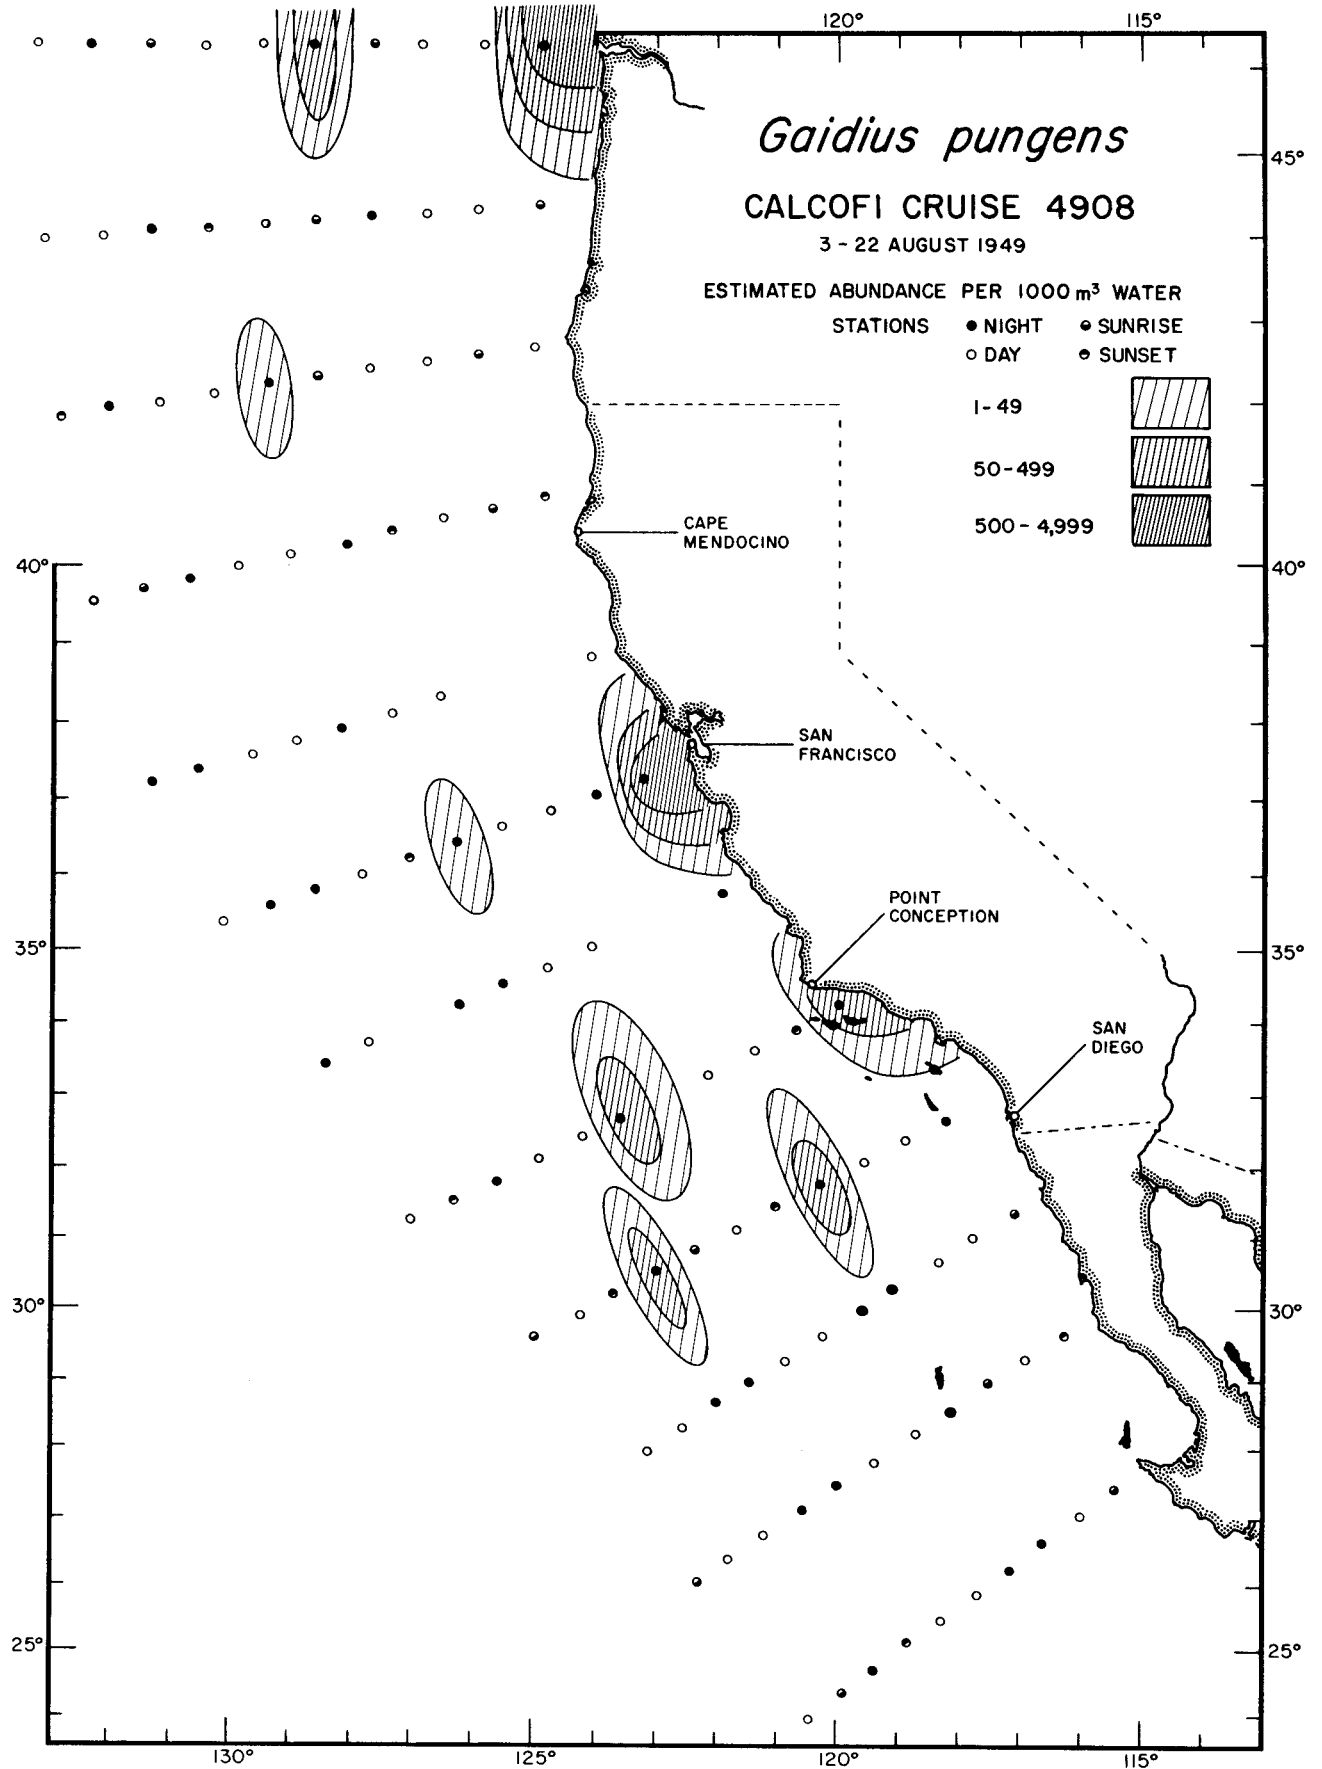 120° 115°
Gaidius pungens
45°
CALCOFI CRUISE 4908
3 - 22 AUGUST 1949
ESTIMATED ABUNDANCE PER 1000 m³ WATER
STATIONS ● NIGHT ◒ SUNRISE
○ DAY ◓ SUNSET
1 - 49
50 - 499
500 - 4,999
CAPE
MENDOCINO
40° 40°
SAN
FRANCISCO
POINT
CONCEPTION
35° 35°
SAN
DIEGO
30° 30°
25° 25°
130° 125° 120° 115°